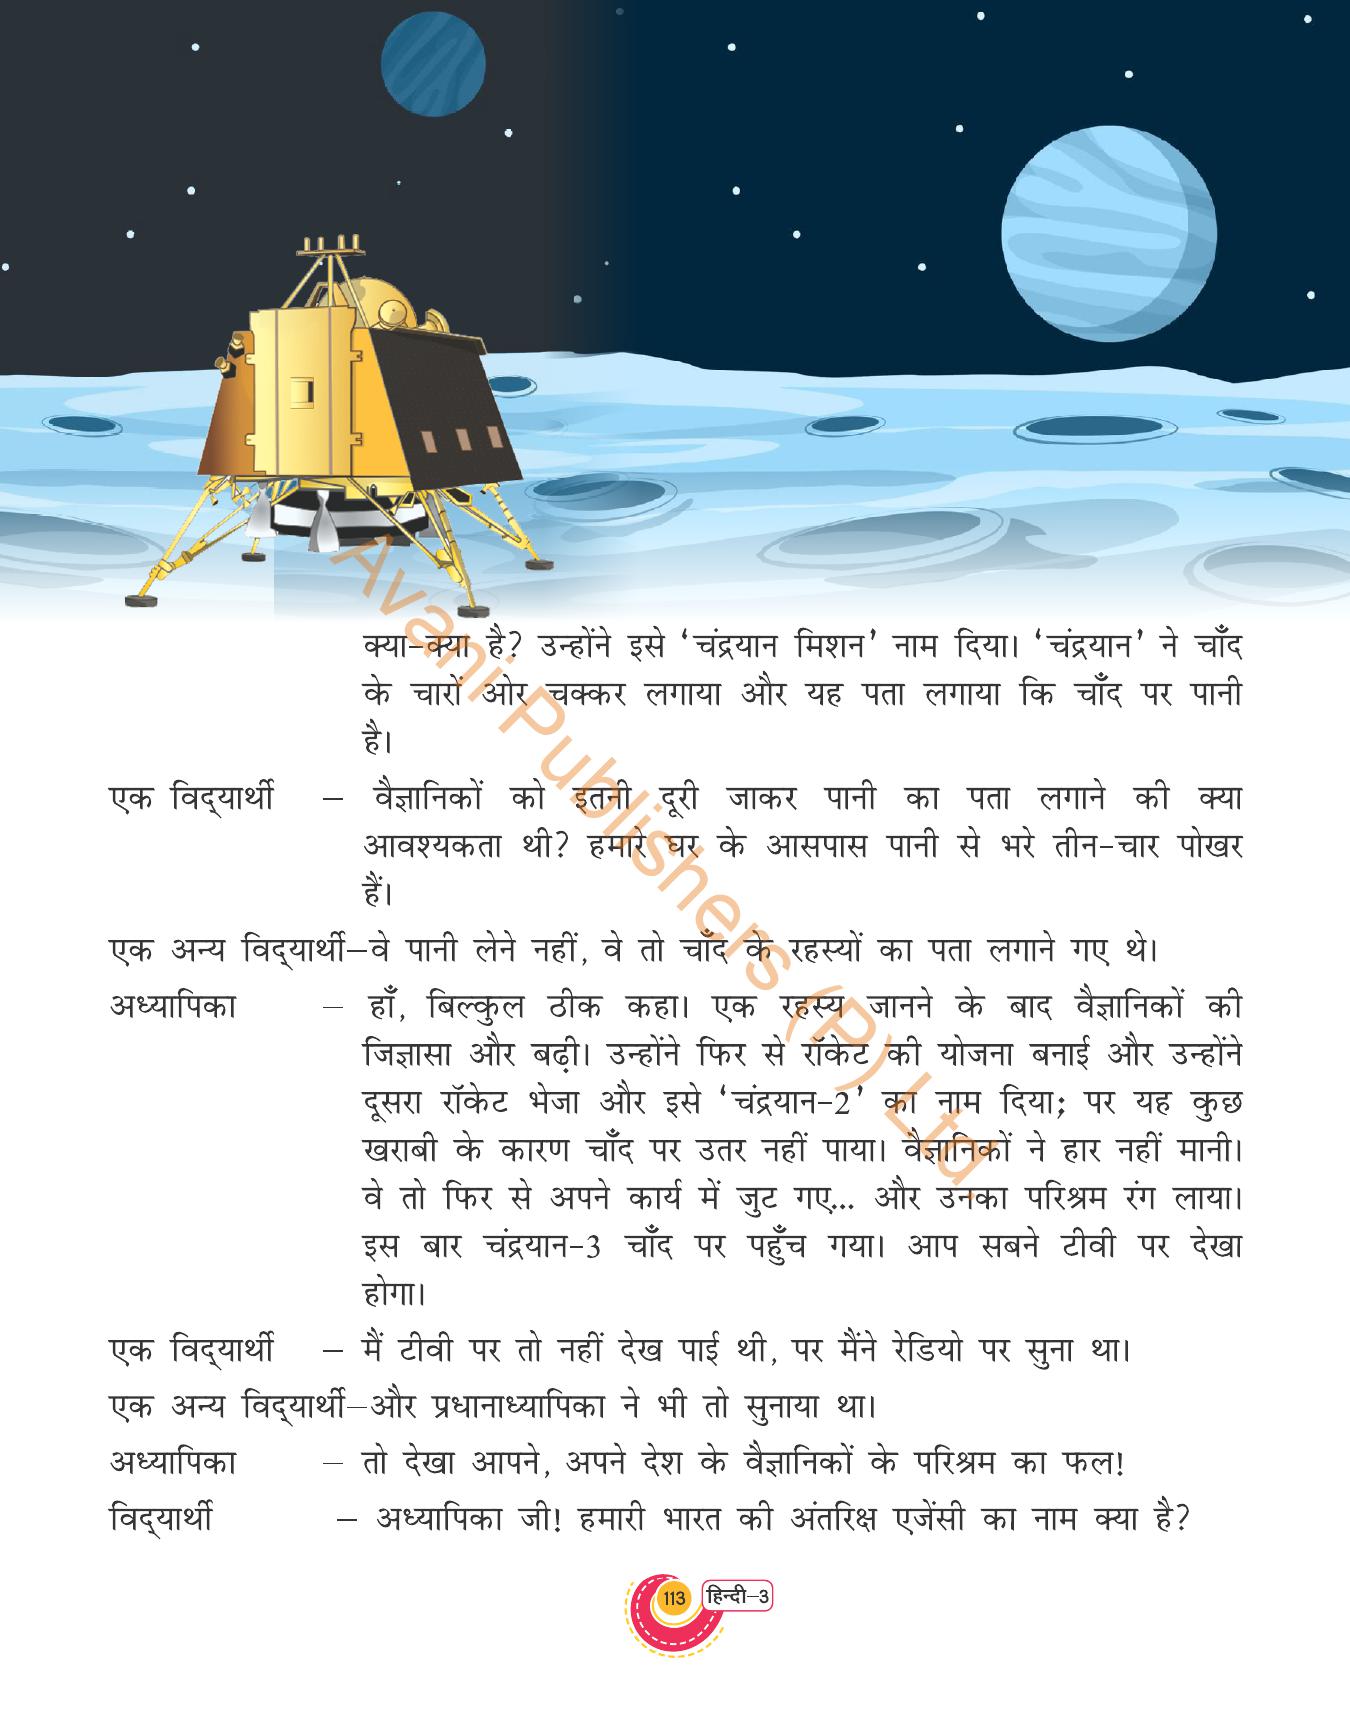 क्या-क्या है? उन्होंने इसे ‘चंद्रयान मिशन’ नाम दिया। ‘चंद्रयान’ ने चाँद
के चारों ओर चक्कर लगाया और यह पता लगाया कि चाँद पर पानी
है।
एक विद्यार्थी – वैज्ञानिकों को इतनी दूरी जाकर पानी का पता लगाने की क्या
आवश्यकता थी? हमारे घर के आसपास पानी से भरे तीन-चार पोखर
हैं।
एक अन्य विद्यार्थी–वे पानी लेने नहीं, वे तो चाँद के रहस्यों का पता लगाने गए थे।
अध्यापिका – हाँ, बिल्कुल ठीक कहा। एक रहस्य जानने के बाद वैज्ञानिकों की
जिज्ञासा और बढ़ी। उन्होंने फिर से रॉकेट की योजना बनाई और उन्होंने
दूसरा रॉकेट भेजा और इसे ‘चंद्रयान-2’ का नाम दिया; पर यह कुछ
खराबी के कारण चाँद पर उतर नहीं पाया। वैज्ञानिकों ने हार नहीं मानी।
वे तो फिर से अपने कार्य में जुट गए... और उनका परिश्रम रंग लाया।
इस बार चंद्रयान-3 चाँद पर पहुँच गया। आप सबने टीवी पर देखा
होगा।
एक विद्यार्थी – मैं टीवी पर तो नहीं देख पाई थी, पर मैंने रेडियो पर सुना था।
एक अन्य विद्यार्थी–और प्रधानाध्यापिका ने भी तो सुनाया था।
अध्यापिका – तो देखा आपने, अपने देश के वैज्ञानिकों के परिश्रम का फल!
विद्यार्थी – अध्यापिका जी! हमारी भारत की अंतरिक्ष एजेंसी का नाम क्या है?
113 हिन्दी–3
Avani Publishers (P) Ltd.